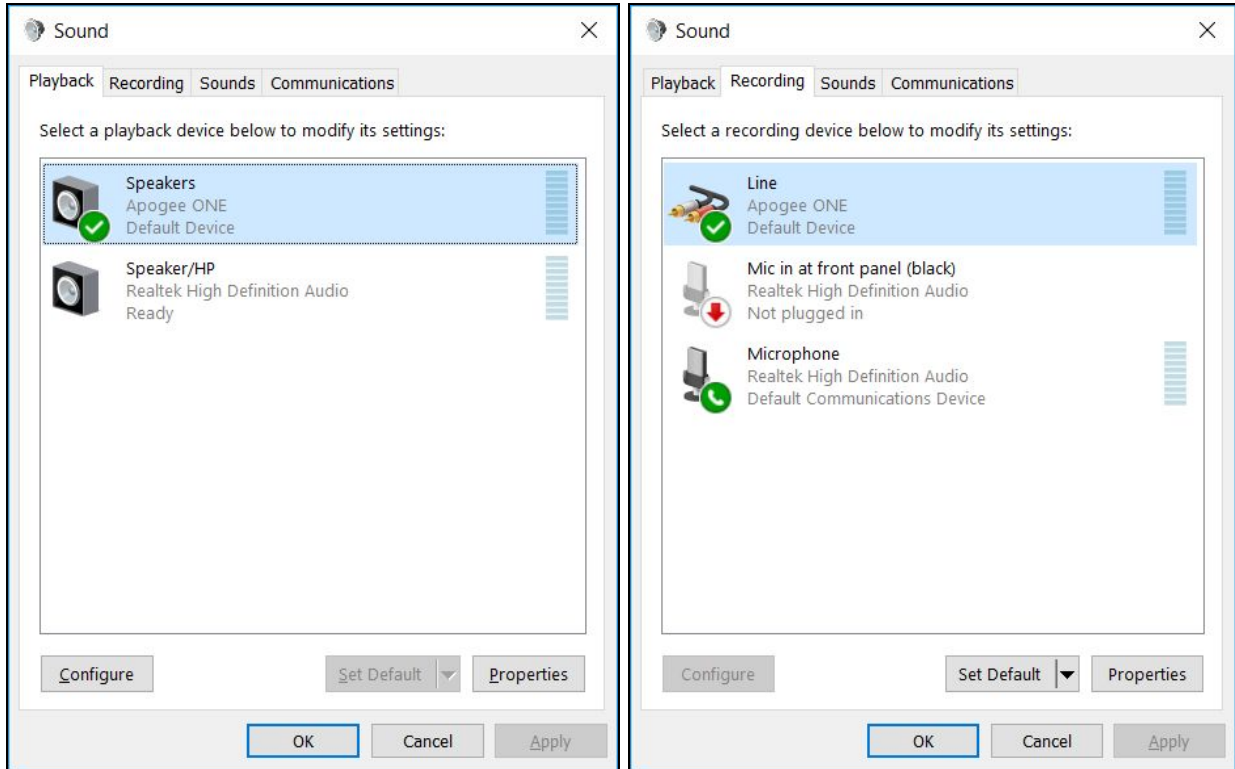 Sound
Playback Recording Sounds Communications
Select a playback device below to modify its settings:
Speakers
Apogee ONE
Default Device
Speaker/HP
Realtek High Definition Audio
Ready
Configure Set Default Properties
OK Cancel Apply
Sound
Playback Recording Sounds Communications
Select a recording device below to modify its settings:
Line
Apogee ONE
Default Device
Mic in at front panel (black)
Realtek High Definition Audio
Not plugged in
Microphone
Realtek High Definition Audio
Default Communications Device
Configure Set Default Properties
OK Cancel Apply